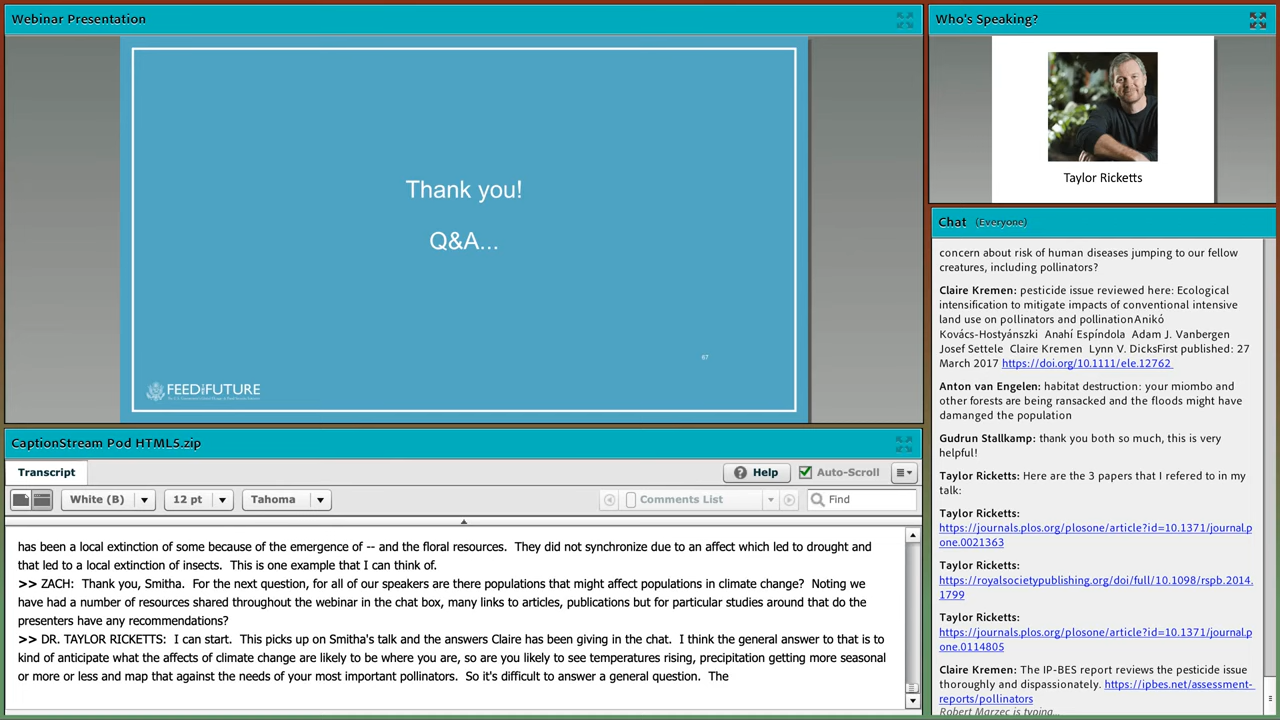 Webinar Presentation
Thank you!
Q&A...
67
FEED THE FUTURE
Who's Speaking?
Taylor Ricketts
Chat (Everyone)
concern about risk of human diseases jumping to our fellow
creatures, including pollinators?
Claire Kremen: pesticide issue reviewed here: Ecological
intensification to mitigate impacts of conventional intensive
land use on pollinators and pollinationAnikó
Kovács-Hostyánszki Anahí Espíndola Adam J. Vanbergen
Josef Settele Claire Kremen Lynn V. DicksFirst published: 27
March 2017 https://doi.org/10.1111/ele.12762
Anton van Engelen: habitat destruction: your miombo and
other forests are being ransacked and the floods might have
damanged the population
Gudrun Stallkamp: thank you both so much, this is very
helpful!
Taylor Ricketts: Here are the 3 papers that I refered to in my
talk:
Taylor Ricketts:
https://journals.plos.org/plosone/article?id=10.1371/journal.p
one.0021363
Taylor Ricketts:
https://royalsocietypublishing.org/doi/full/10.1098/rspb.2014.
1799
Taylor Ricketts:
https://journals.plos.org/plosone/article?id=10.1371/journal.p
one.0114805
Claire Kremen: The IP-BES report reviews the pesticide issue
thoroughly and dispassionately. https://ipbes.net/assessment-
reports/pollinators
Robert Marzec is typing...
CaptionStream Pod HTML5.zip
Transcript
Help
Auto-Scroll
White (B)
12 pt
Tahoma
Comments List
Find
has been a local extinction of some because of the emergence of -- and the floral resources. They did not synchronize due to an affect which led to drought and
that led to a local extinction of insects. This is one example that I can think of.
>> ZACH: Thank you, Smitha. For the next question, for all of our speakers are there populations that might affect populations in climate change? Noting we
have had a number of resources shared throughout the webinar in the chat box, many links to articles, publications but for particular studies around that do the
presenters have any recommendations?
>> DR. TAYLOR RICKETTS: I can start. This picks up on Smitha's talk and the answers Claire has been giving in the chat. I think the general answer to that is to
kind of anticipate what the affects of climate change are likely to be where you are, so are you likely to see temperatures rising, precipitation getting more seasonal
or more or less and map that against the needs of your most important pollinators. So it's difficult to answer a general question. The